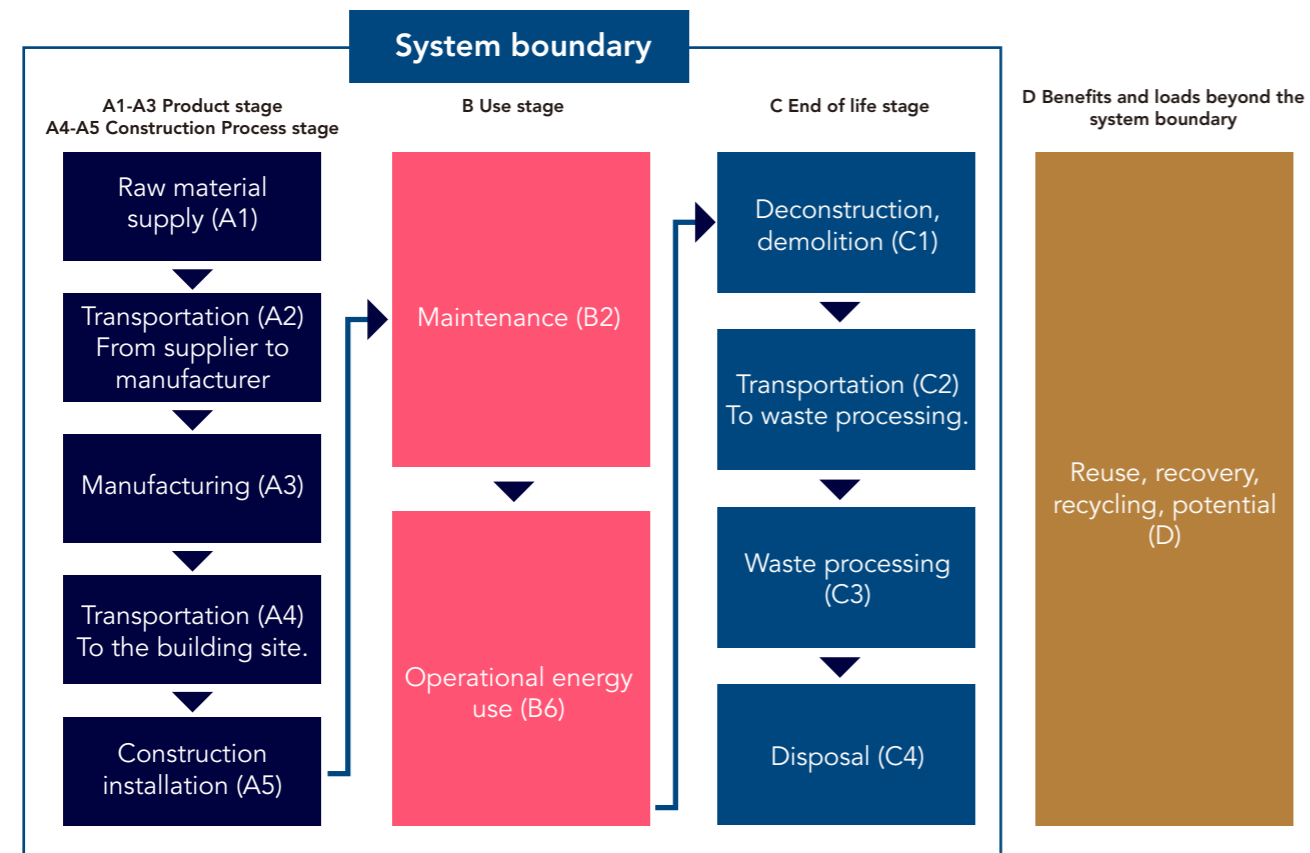 System boundary
A1-A3 Product stage
A4-A5 Construction Process stage
Raw material
supply (A1)
Transportation (A2)
From supplier to
manufacturer
Manufacturing (A3)
Transportation (A4)
To the building site.
Construction
installation (A5)
B Use stage
Maintenance (B2)
Operational energy
use (B6)
C End of life stage
Deconstruction,
demolition (C1)
Transportation (C2)
To waste processing.
Waste processing
(C3)
Disposal (C4)
D Benefits and loads beyond the
system boundary
Reuse, recovery,
recycling, potential
(D)